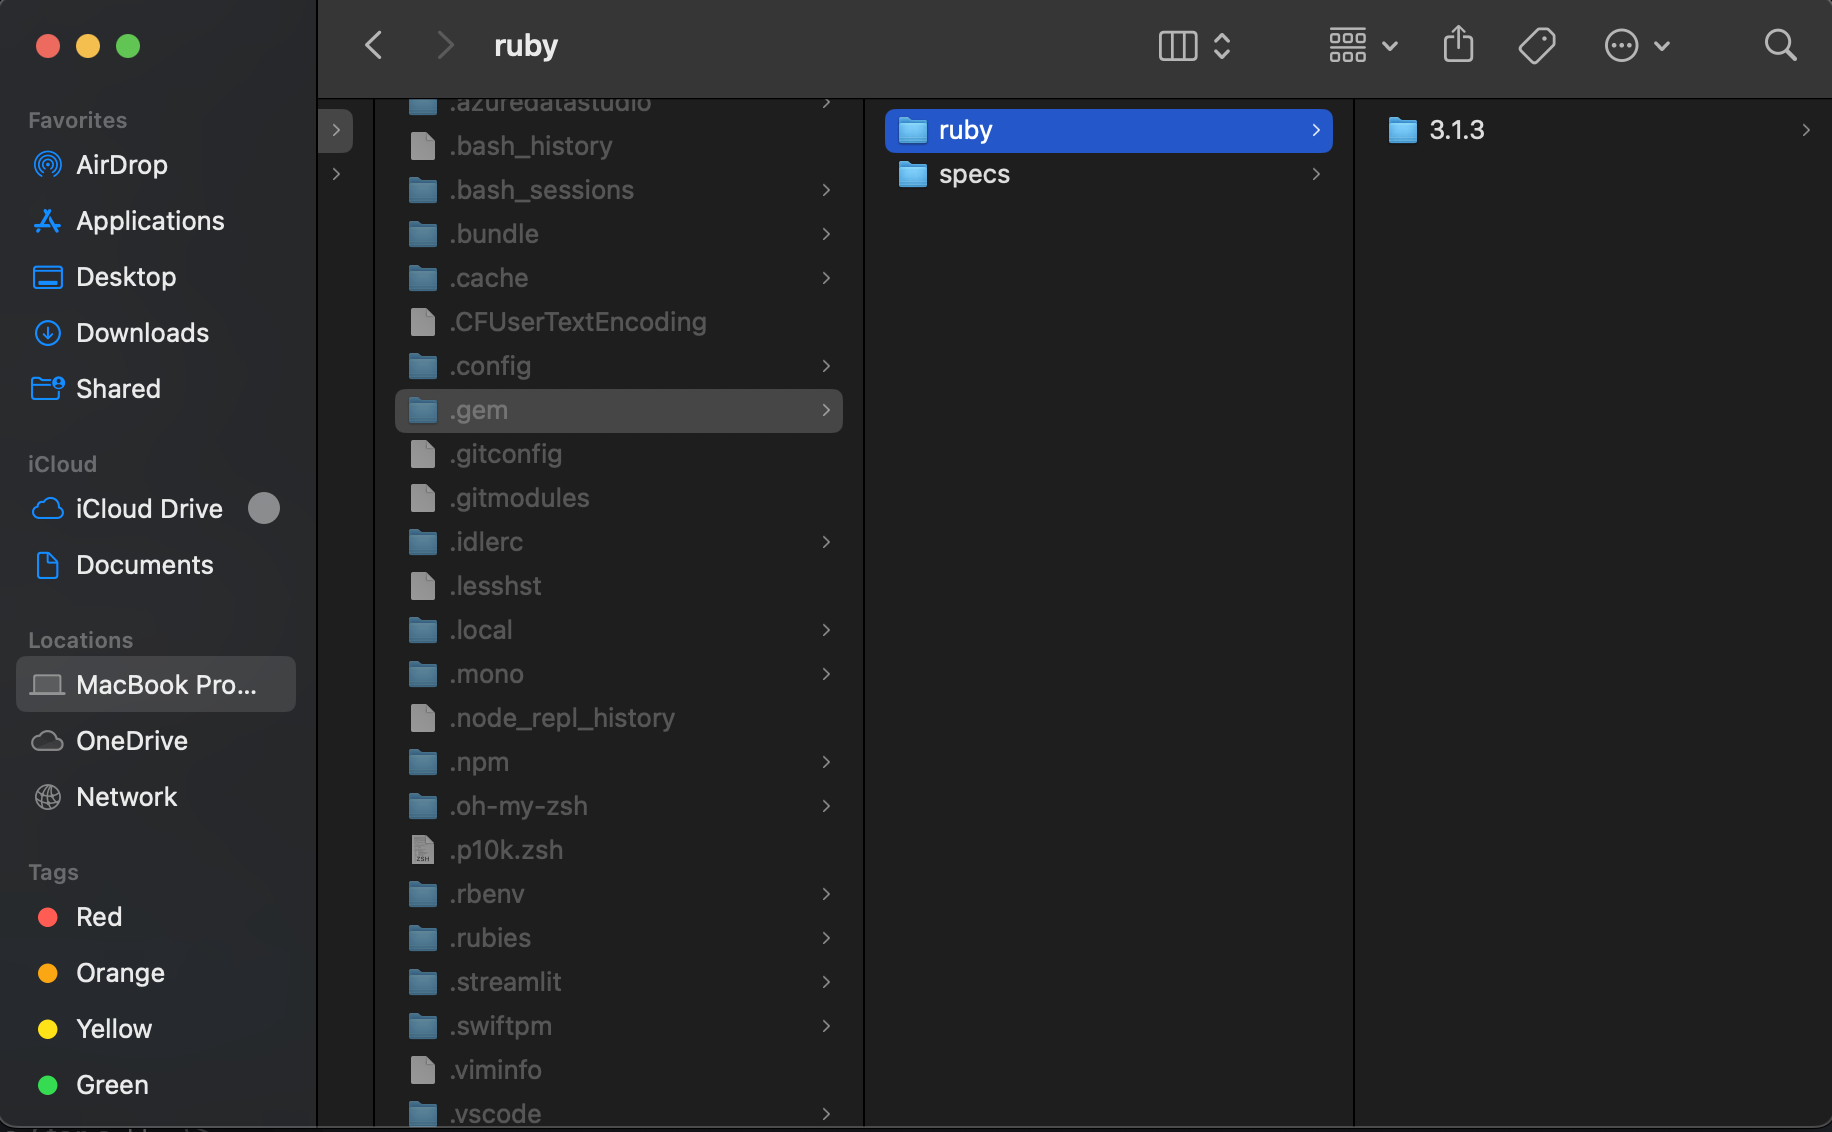 ruby
Favorites
AirDrop
Applications
Desktop
Downloads
Shared
iCloud
iCloud Drive
Documents
Locations
MacBook Pro...
OneDrive
Network
Tags
Red
Orange
Yellow
Green
.azuredatastudio
.bash_history
.bash_sessions
.bundle
.cache
.CFUserTextEncoding
.config
.gem
.gitconfig
.gitmodules
.idlerc
.lesshst
.local
.mono
.node_repl_history
.npm
.oh-my-zsh
ZSH
.p10k.zsh
.rbenv
.rubies
.streamlit
.swiftpm
.viminfo
.vscode
ruby
specs
3.1.3